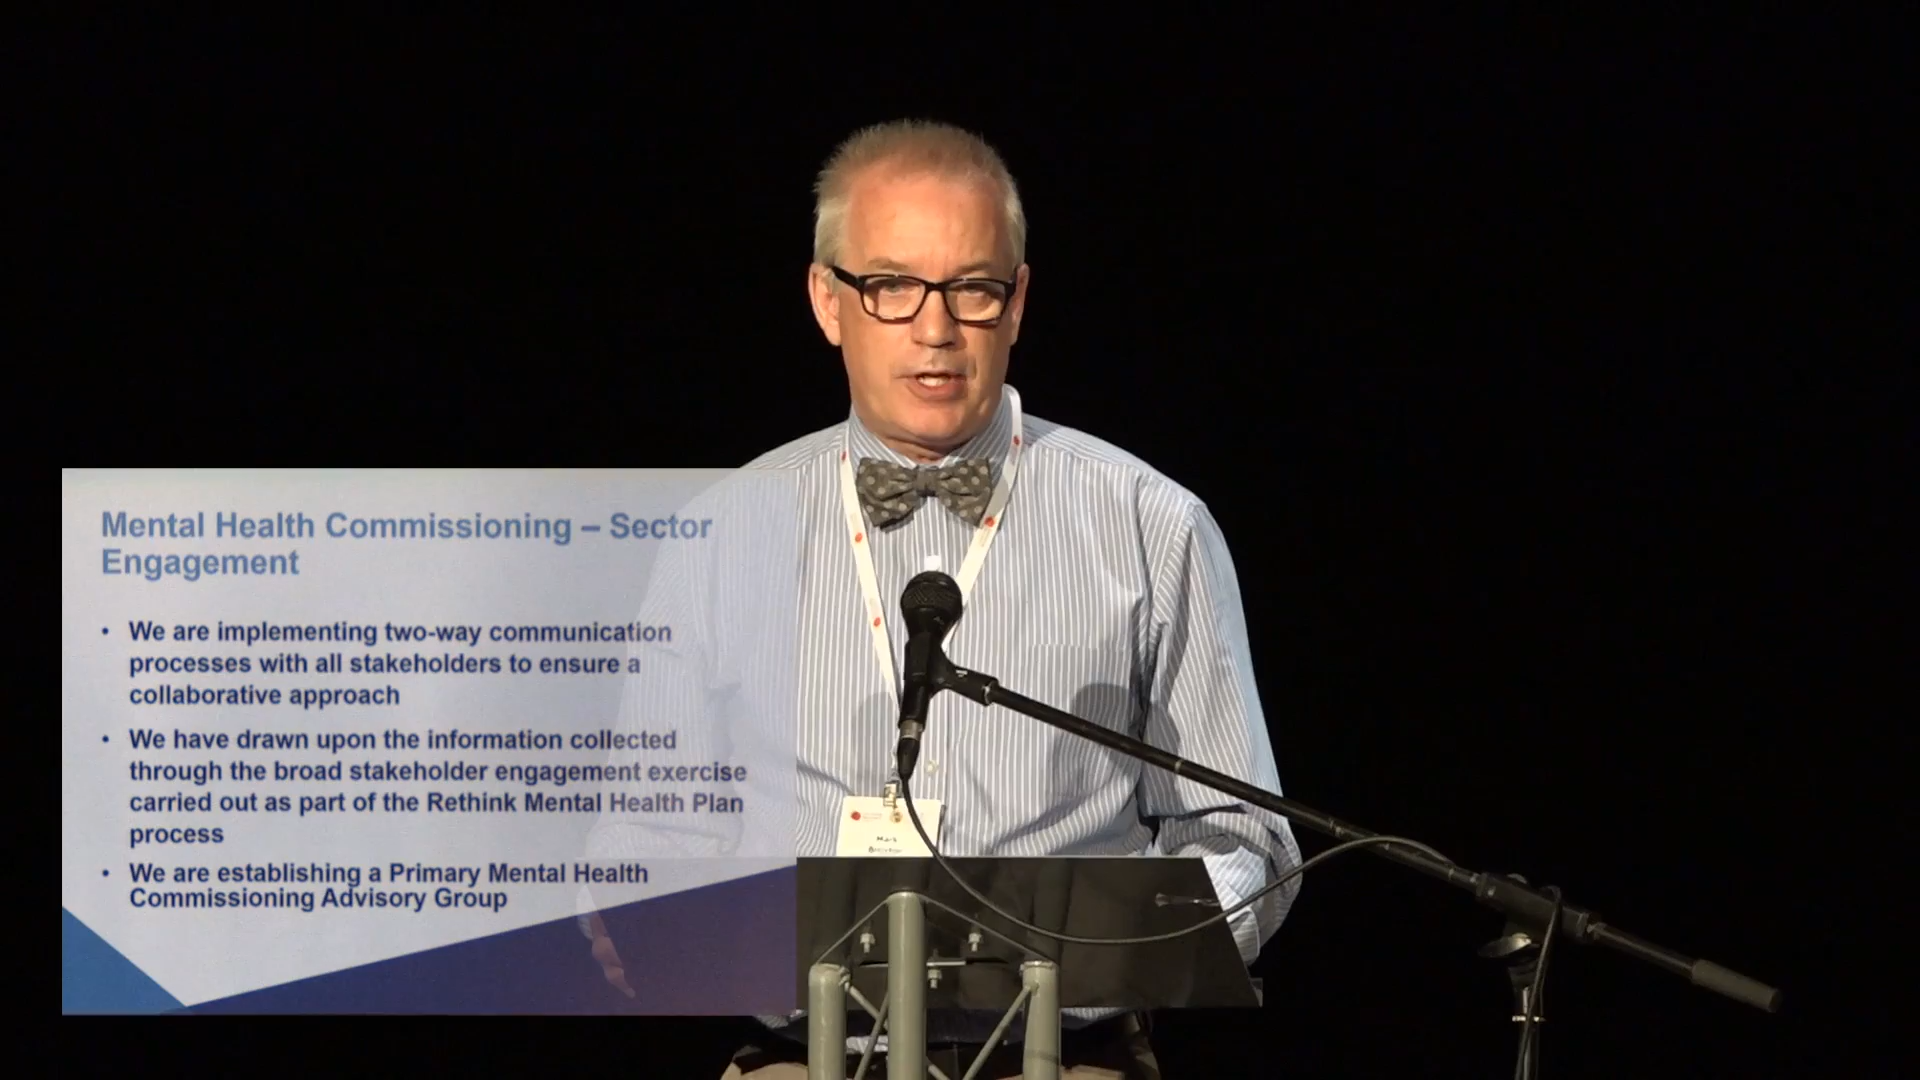 Mental Health Commissioning – Sector
Engagement
• We are implementing two-way communication
processes with all stakeholders to ensure a
collaborative approach
• We have drawn upon the information collected
through the broad stakeholder engagement exercise
carried out as part of the Rethink Mental Health Plan
process
• We are establishing a Primary Mental Health
Commissioning Advisory Group
Mark